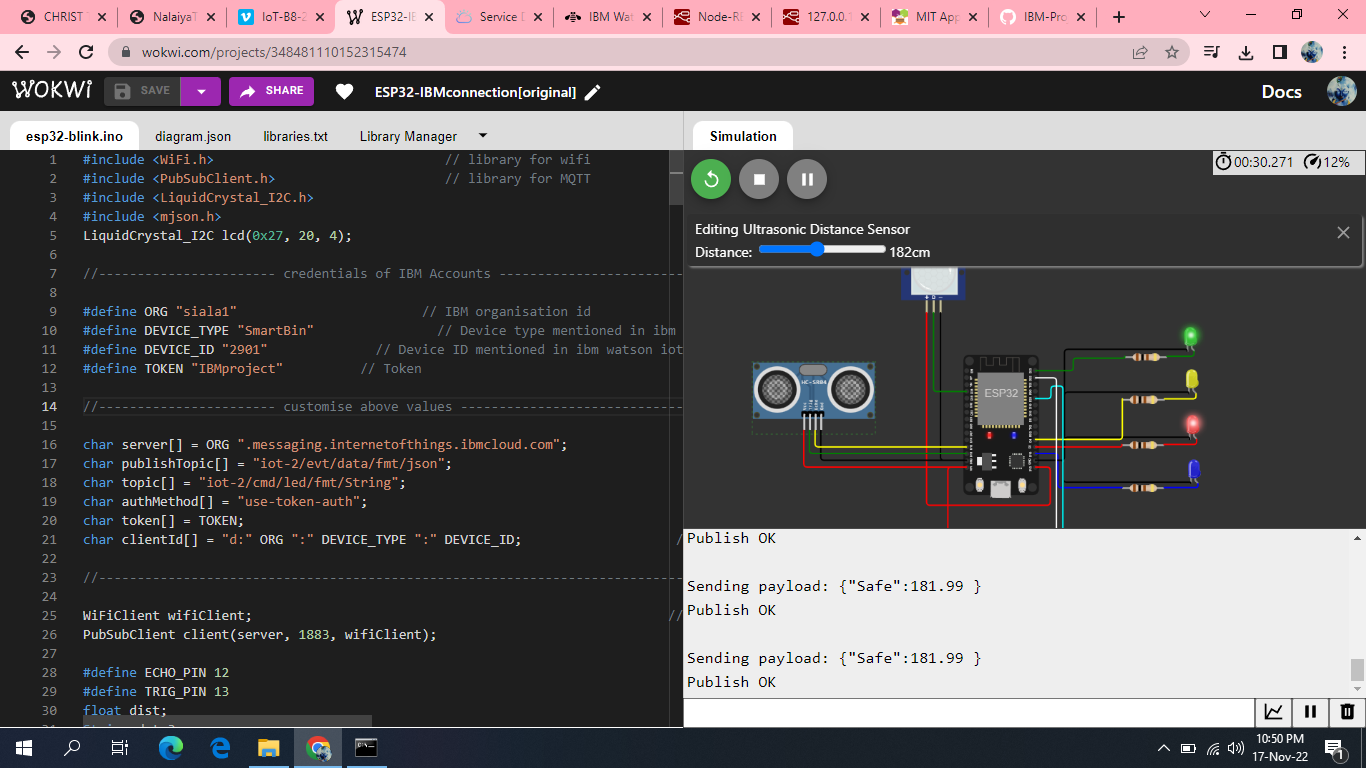 CHRIST
NalaiyaT
IoT-B8-2
ESP32-IB
Service D
IBM Wat
Node-RE
127.0.0.1
MIT App
IBM-Pro
wokwi.com/projects/348481110152315474
WOKWi
SAVE
SHARE
ESP32-IBMconnection[original]
Docs
esp32-blink.ino
diagram.json
libraries.txt
Library Manager
Simulation
1 #include <WiFi.h> // library for wifi
2 #include <PubSubClient.h> // library for MQTT
3 #include <LiquidCrystal_I2C.h>
4 #include <mjson.h>
5 LiquidCrystal_I2C lcd(0x27, 20, 4);
6
7 //----------------------- credentials of IBM Accounts ------------------------
8
9 #define ORG "siala1" // IBM organisation id
10 #define DEVICE_TYPE "SmartBin" // Device type mentioned in ibm
11 #define DEVICE_ID "2901" // Device ID mentioned in ibm watson iot
12 #define TOKEN "IBMproject" // Token
13
14 //----------------------- customise above values -----------------------------
15
16 char server[] = ORG ".messaging.internetofthings.ibmcloud.com";
17 char publishTopic[] = "iot-2/evt/data/fmt/json";
18 char topic[] = "iot-2/cmd/led/fmt/String";
19 char authMethod[] = "use-token-auth";
20 char token[] = TOKEN;
21 char clientId[] = "d:" ORG ":" DEVICE_TYPE ":" DEVICE_ID; /
22
23 //----------------------------------------------------------------------------
24
25 WiFiClient wifiClient; //
26 PubSubClient client(server, 1883, wifiClient);
27
28 #define ECHO_PIN 12
29 #define TRIG_PIN 13
30 float dist;
00:30.271 12%
Editing Ultrasonic Distance Sensor
Distance: 182cm
HC-SR04
ESP32
Publish OK
Sending payload: {"Safe":181.99 }
Publish OK
Sending payload: {"Safe":181.99 }
Publish OK
10:50 PM
17-Nov-22
1